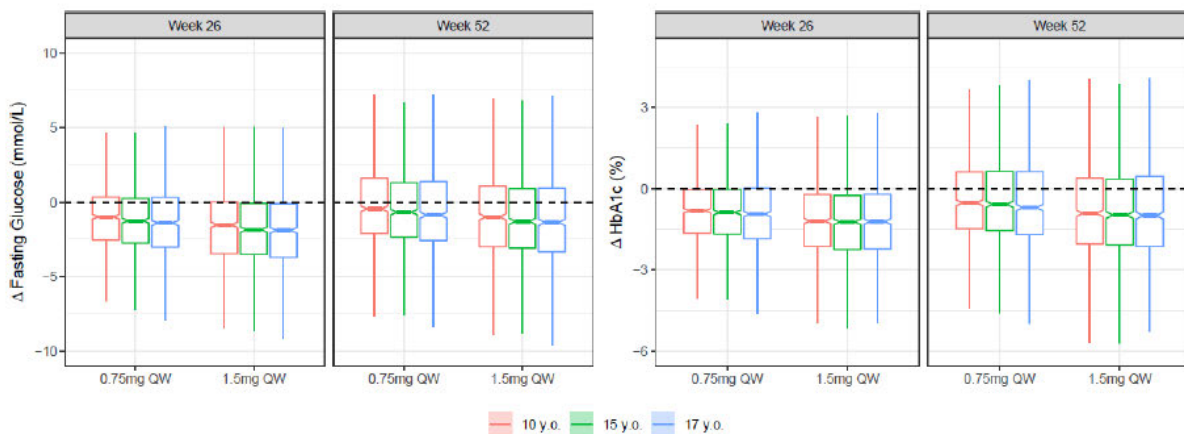 Week 26
Week 52
Δ Fasting Glucose (mmol/L)
10
5
0
−5
−10
0.75mg QW
1.5mg QW
0.75mg QW
1.5mg QW
Week 26
Week 52
Δ HbA1c (%)
3
0
−3
−6
0.75mg QW
1.5mg QW
0.75mg QW
1.5mg QW
10 y.o.
15 y.o.
17 y.o.